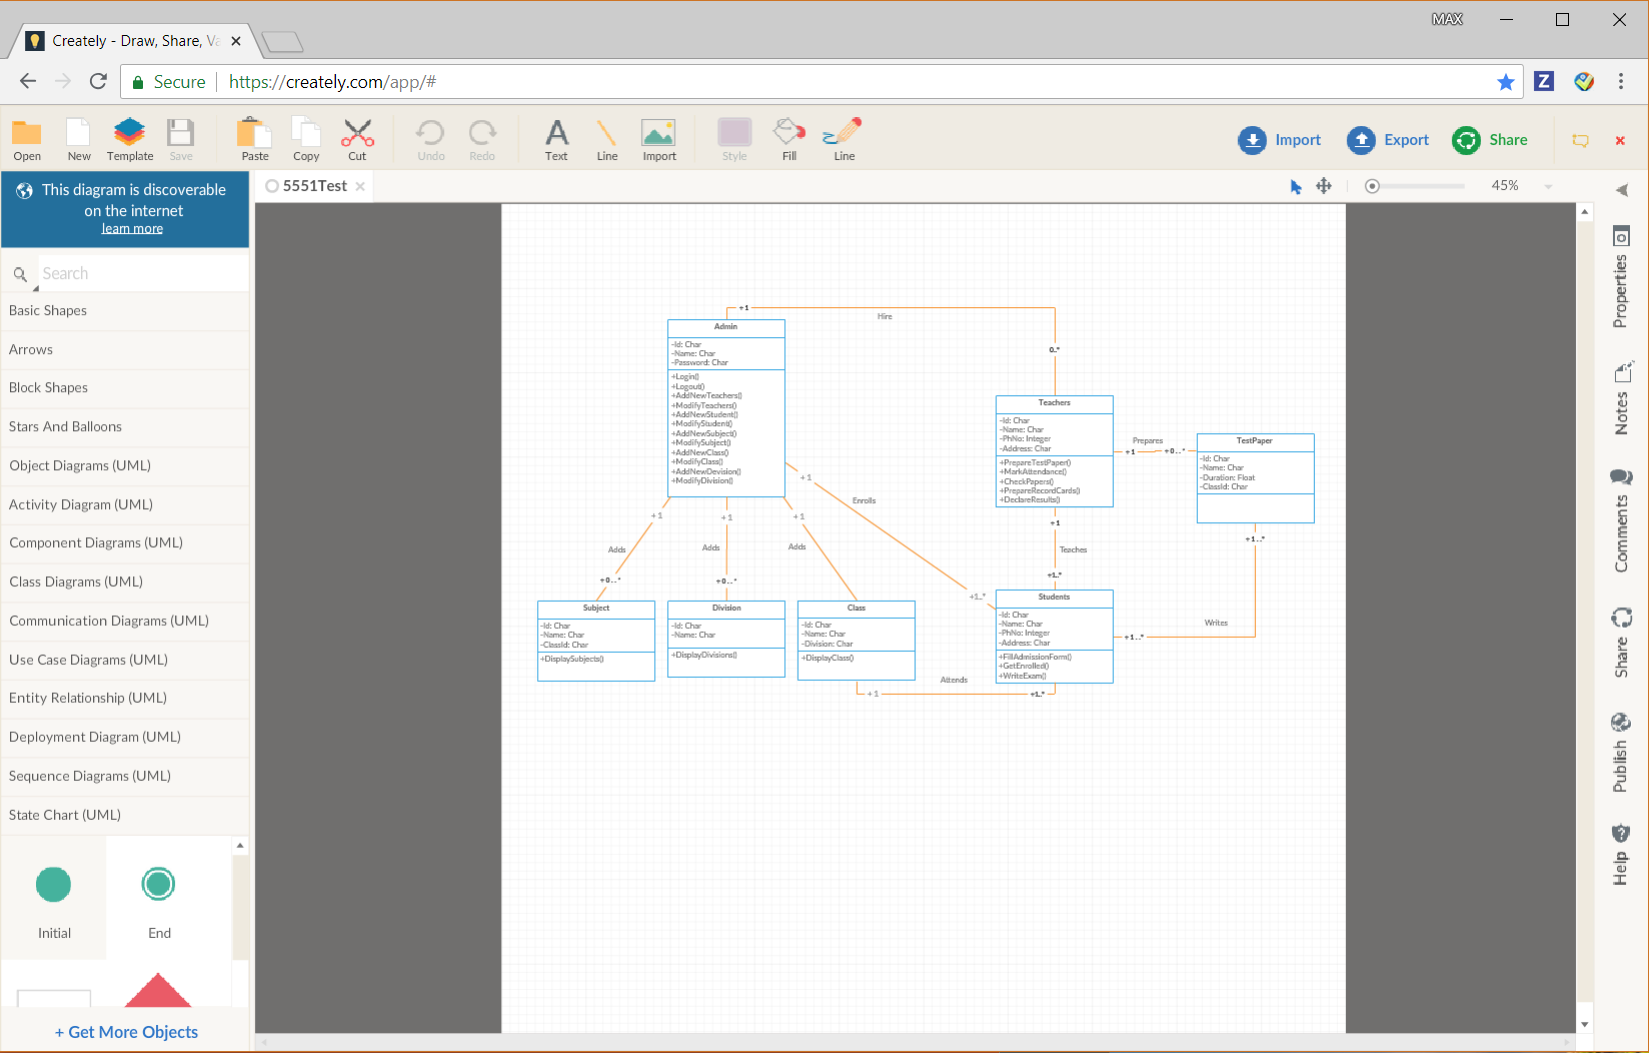 MAX
Creately - Draw, Share, Va
Secure
https://creately.com/app/#
Open
New
Template
Save
Paste
Copy
Cut
Undo
Redo
Text
Line
Import
Style
Fill
Line
Import
Export
Share
This diagram is discoverable
on the internet
learn more
5551Test
45%
Search
Basic Shapes
Arrows
Block Shapes
Stars And Balloons
Object Diagrams (UML)
Activity Diagram (UML)
Component Diagrams (UML)
Class Diagrams (UML)
Communication Diagrams (UML)
Use Case Diagrams (UML)
Entity Relationship (UML)
Deployment Diagram (UML)
Sequence Diagrams (UML)
State Chart (UML)
Initial
End
+ Get More Objects
+1
Hire
0..*
Admin
-Id: Char
-Name: Char
-Password: Char
+Login()
+Logout()
+AddNewTeachers()
+ModifyTeachers()
+AddNewStudent()
+ModifyStudent()
+AddNewSubject()
+ModifySubject()
+AddNewClass()
+ModifyClass()
+AddNewDevision()
+ModifyDivision()
Teachers
-Id: Char
-Name: Char
-PhNo: Integer
-Address: Char
+PrepareTestPaper()
+MarkAttendance()
+CheckPapers()
+PrepareRecordCards()
+DeclareResults()
Prepares
+1
+0..*
TestPaper
-Id: Char
-Name: Char
-Duration: Float
-ClassId: Char
+1
Enrolls
+1..*
+1
+1
+1
Adds
Adds
Adds
+0..*
+0..*
+1
Teaches
+1..*
+1..*
Subject
-Id: Char
-Name: Char
-ClassId: Char
+DisplaySubjects()
Division
-Id: Char
-Name: Char
+DisplayDivisions()
Class
-Id: Char
-Name: Char
-Division: Char
+DisplayClass()
Students
-Id: Char
-Name: Char
-PhNo: Integer
-Address: Char
+FillAdmissionForm()
+GetEnrolled()
+WriteExam()
+1..*
Writes
Attends
+1
+1..*
Properties
Notes
Comments
Share
Publish
Help